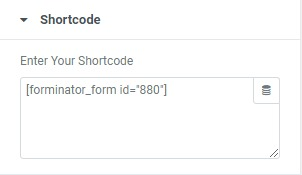 Shortcode
Enter Your Shortcode
[forminator_form id="880"]